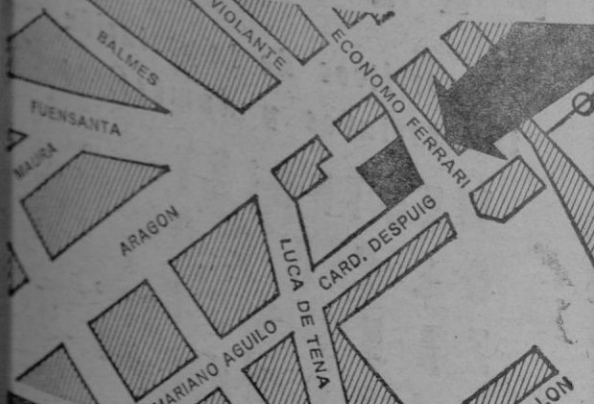 VIOLANTE
BALMES
ECONOMO FERRARI
FUENSANTA
MAURA
ARAGON
CARD. DESPUIG
LUCA DE TENA
MARIANO AGUILO